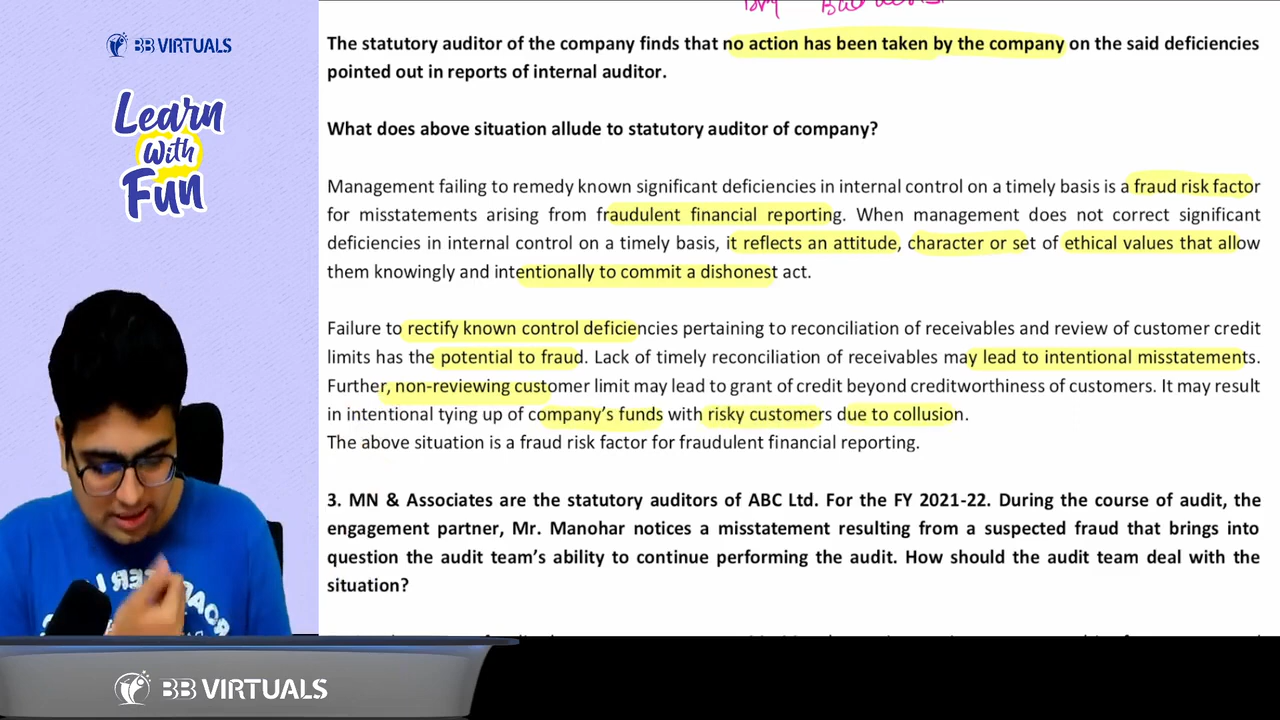 BB VIRTUALS
Learn
With
Fun
The statutory auditor of the company finds that no action has been taken by the company on the said deficiencies
pointed out in reports of internal auditor.
What does above situation allude to statutory auditor of company?
Management failing to remedy known significant deficiencies in internal control on a timely basis is a fraud risk factor
for misstatements arising from fraudulent financial reporting. When management does not correct significant
deficiencies in internal control on a timely basis, it reflects an attitude, character or set of ethical values that allow
them knowingly and intentionally to commit a dishonest act.
Failure to rectify known control deficiencies pertaining to reconciliation of receivables and review of customer credit
limits has the potential to fraud. Lack of timely reconciliation of receivables may lead to intentional misstatements.
Further, non-reviewing customer limit may lead to grant of credit beyond creditworthiness of customers. It may result
in intentional tying up of company's funds with risky customers due to collusion.
The above situation is a fraud risk factor for fraudulent financial reporting.
3. MN & Associates are the statutory auditors of ABC Ltd. For the FY 2021-22. During the course of audit, the
engagement partner, Mr. Manohar notices a misstatement resulting from a suspected fraud that brings into
question the audit team's ability to continue performing the audit. How should the audit team deal with the
situation?
BB VIRTUALS